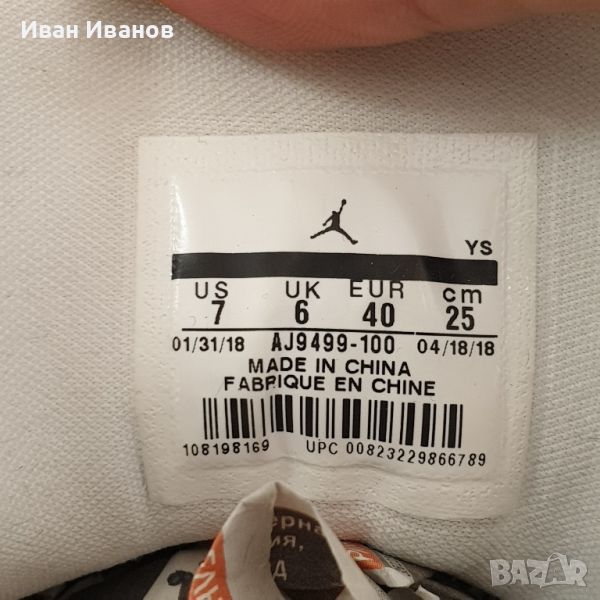 Иван Иванов
YS
US UK EUR cm
7 6 40 25
01/31/18 AJ9499-100 04/18/18
MADE IN CHINA
FABRIQUE EN CHINE
108198169 UPC 00823229866789
BAZAR